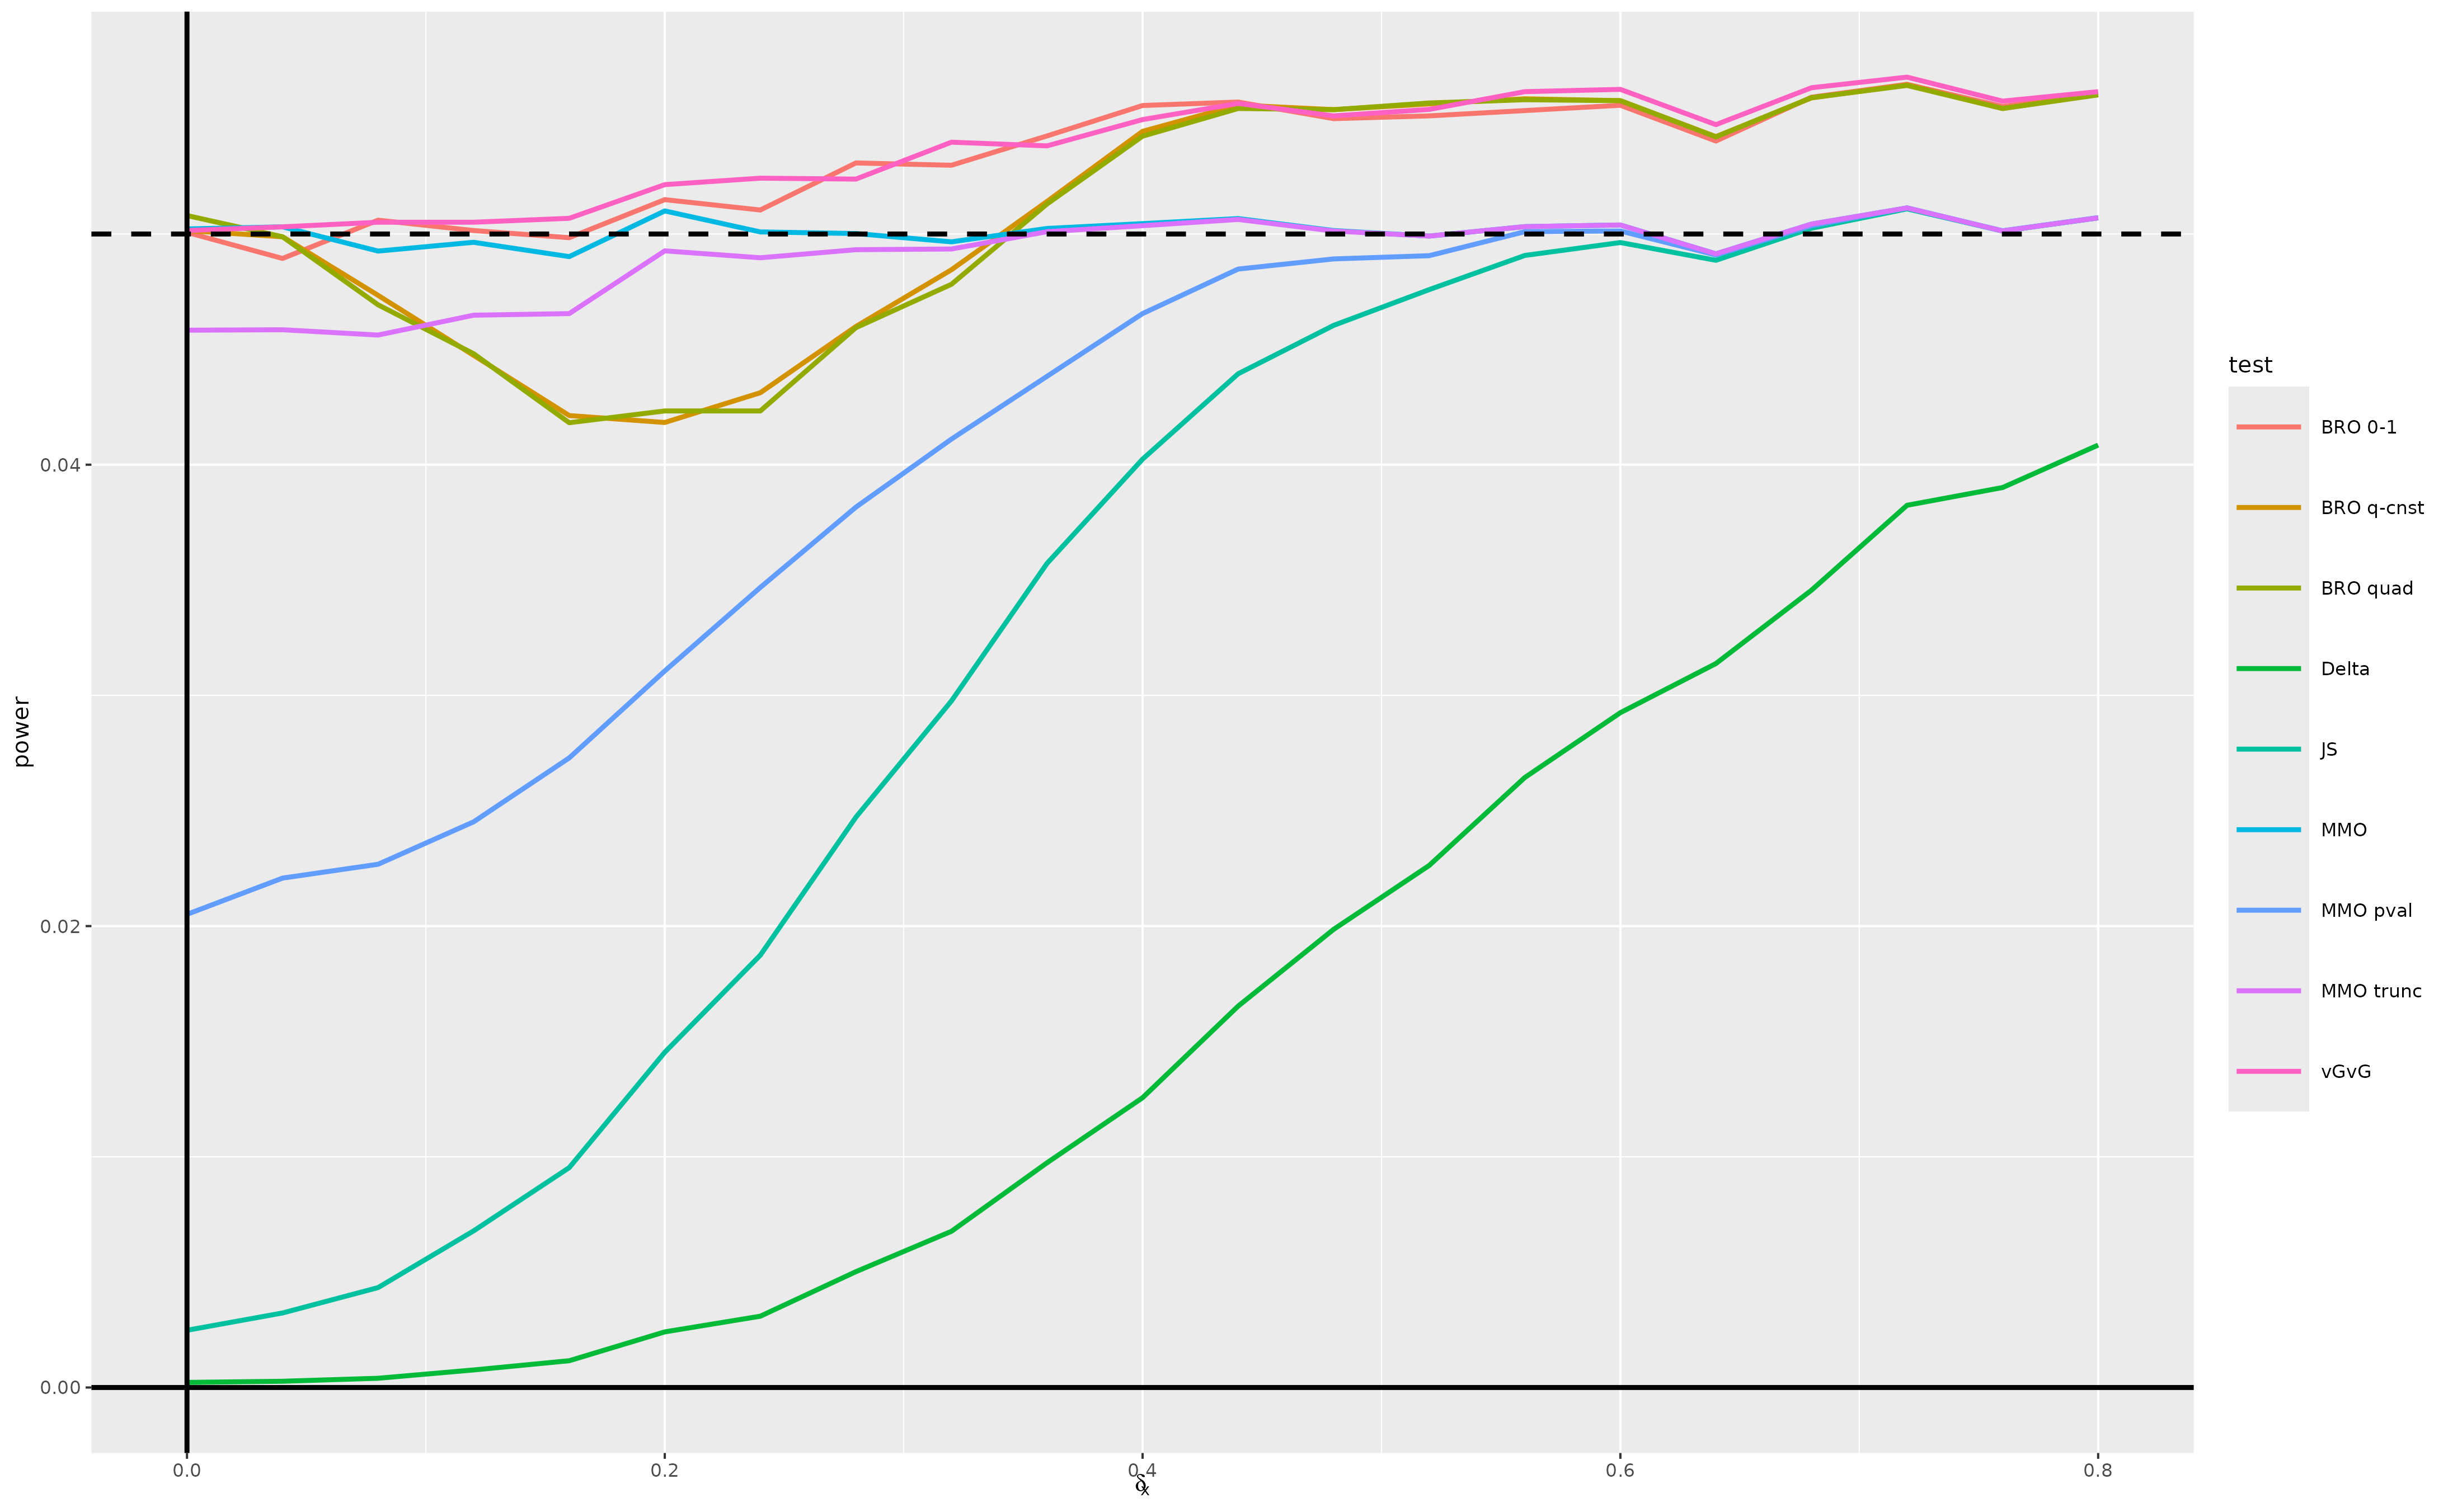 power
0.04
0.02
0.00
0.0
0.2
0.4
0.6
0.8
δx
test
BRO 0-1
BRO q-cnst
BRO quad
Delta
JS
MMO
MMO pval
MMO trunc
vGvG